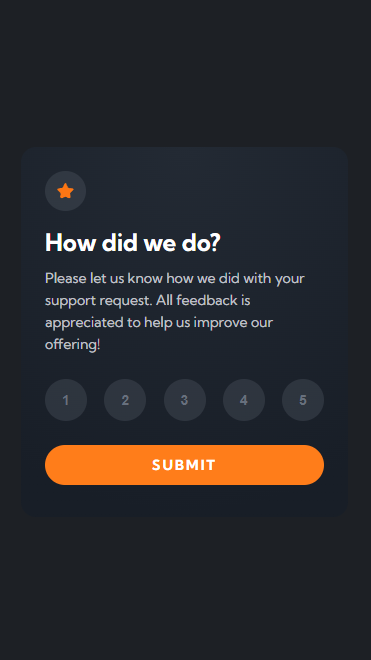 How did we do?
Please let us know how we did with your
support request. All feedback is
appreciated to help us improve our
offering!
1 2 3 4 5
SUBMIT